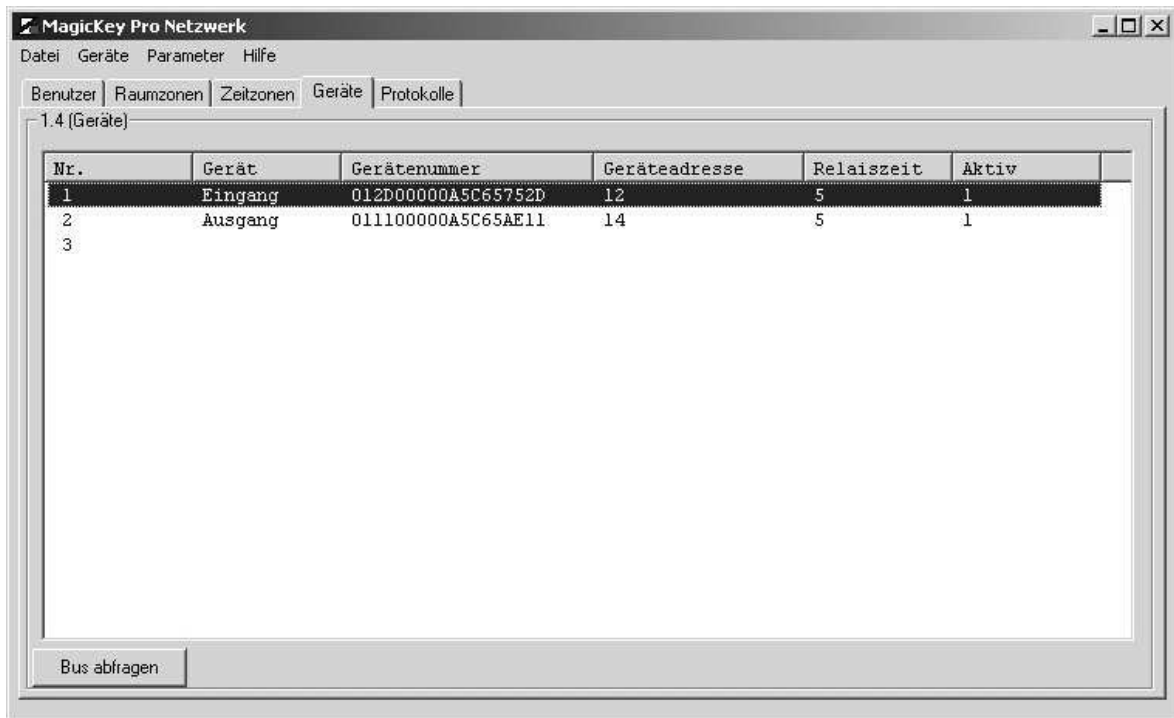 MagicKey Pro Netzwerk
Datei Geräte Parameter Hilfe
Benutzer Raumzonen Zeitzonen Geräte Protokolle
1.4 (Geräte)
Nr. Gerät Gerätenummer Geräteadresse Relaiszeit Aktiv
1 Eingang 012D00000A5C65752D 12 5 1
2 Ausgang 011100000A5C65AE11 14 5 1
3
Bus abfragen